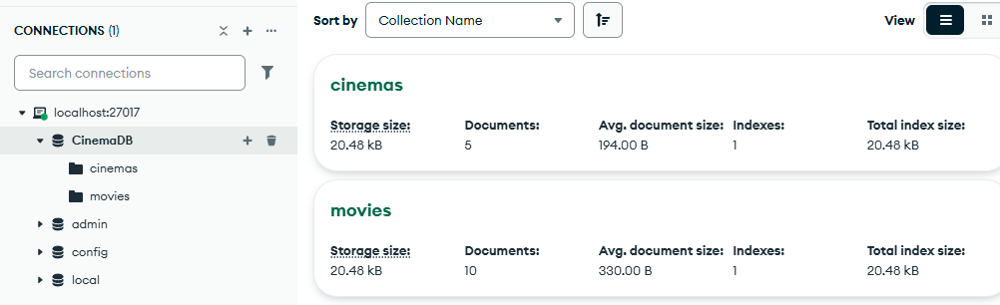 CONNECTIONS (1)
Search connections
localhost:27017
CinemaDB
cinemas
movies
admin
config
local
Sort by Collection Name View
cinemas
Storage size: Documents: Avg. document size: Indexes: Total index size:
20.48 kB 5 194.00 B 1 20.48 kB
movies
Storage size: Documents: Avg. document size: Indexes: Total index size:
20.48 kB 10 330.00 B 1 20.48 kB